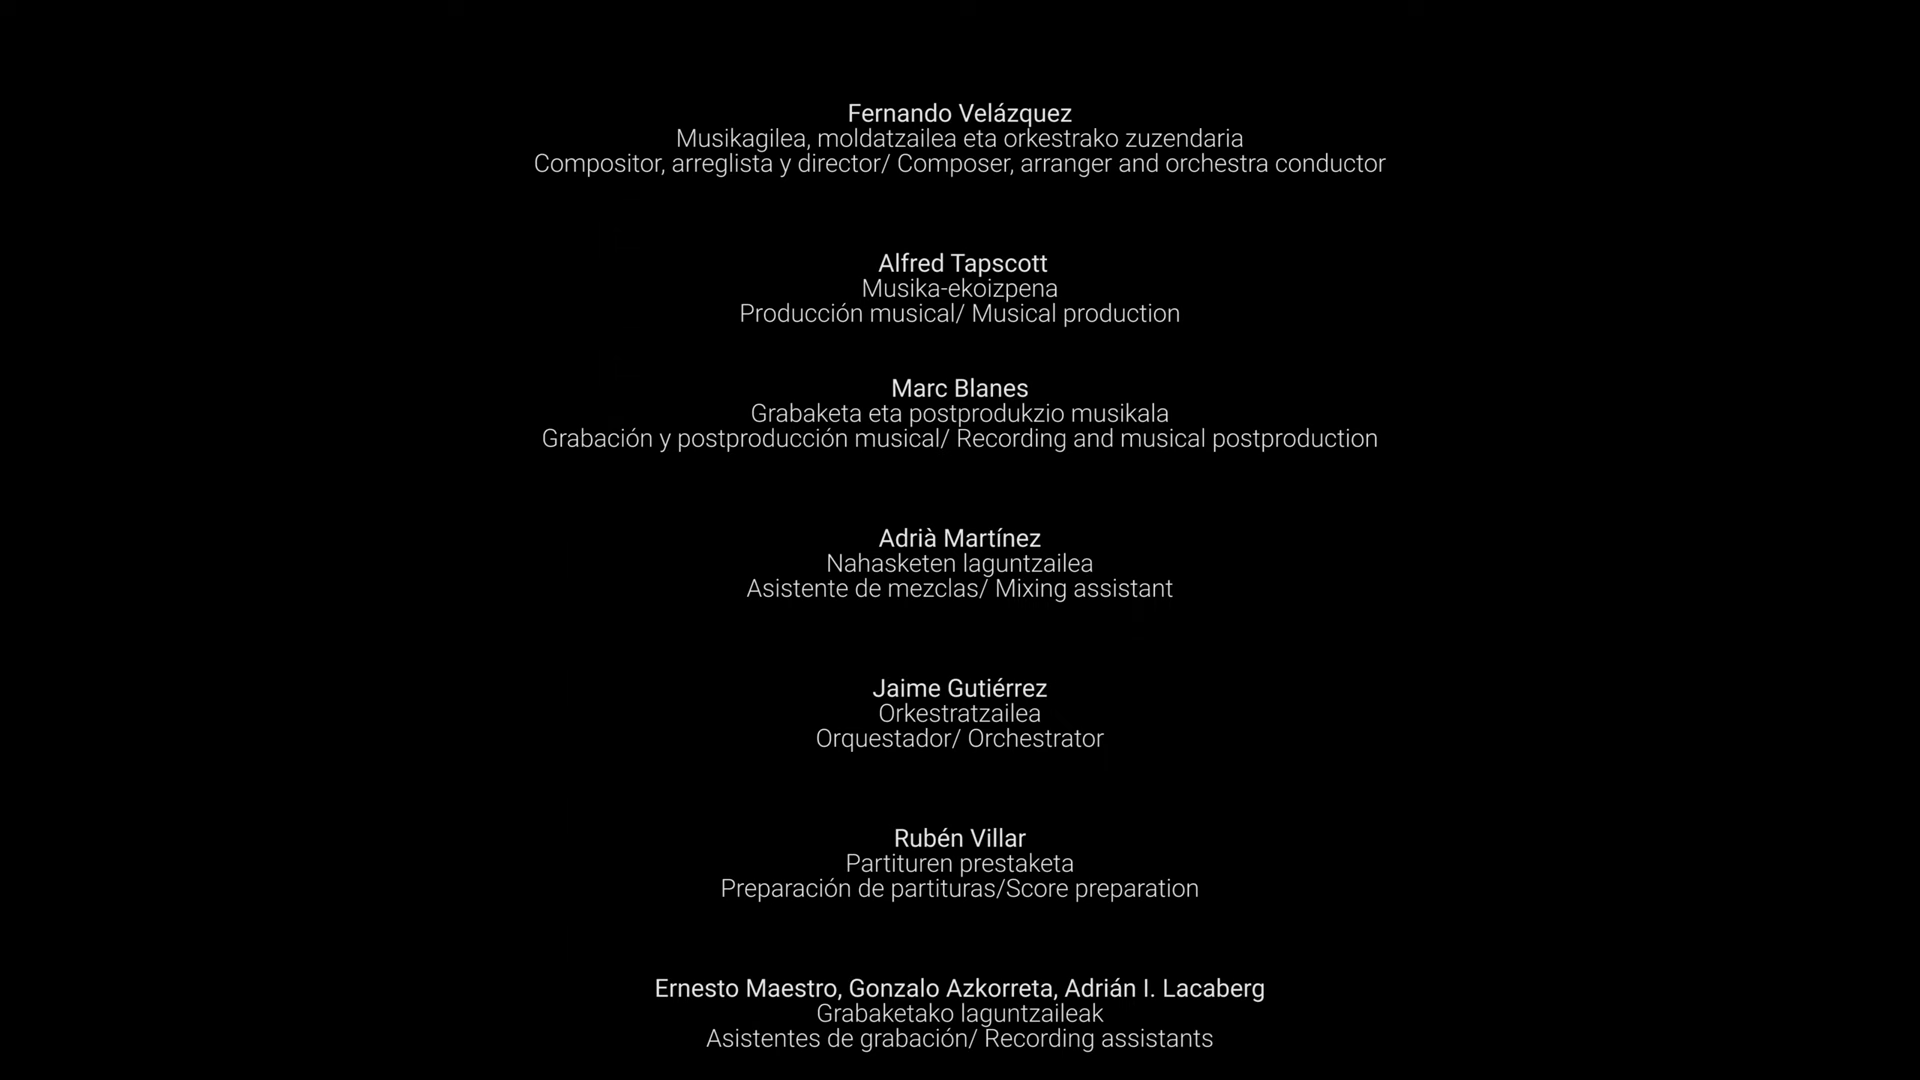 Fernando Velázquez
Musikagilea, moldatzailea eta orkestrako zuzendaria
Compositor, arreglista y director/ Composer, arranger and orchestra conductor
Alfred Tapscott
Musika-ekoizpena
Producción musical/ Musical production
Marc Blanes
Grabaketa eta postprodukzio musikala
Grabación y postproducción musical/ Recording and musical postproduction
Adrià Martínez
Nahasketen laguntzailea
Asistente de mezclas/ Mixing assistant
Jaime Gutiérrez
Orkestratzailea
Orquestador/ Orchestrator
Rubén Villar
Partituren prestaketa
Preparación de partituras/Score preparation
Ernesto Maestro, Gonzalo Azkorreta, Adrián I. Lacaberg
Grabaketako laguntzaileak
Asistentes de grabación/ Recording assistants